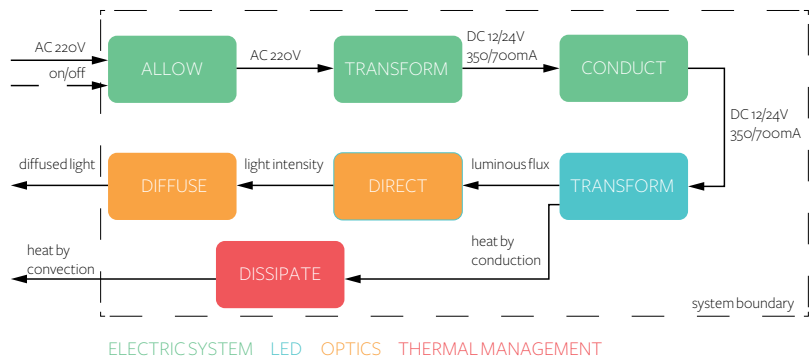 AC 220V
on/off
ALLOW
AC 220V
TRANSFORM
DC 12/24V
350/700mA
CONDUCT
DC 12/24V
350/700mA
diffused light
DIFFUSE
light intensity
DIRECT
luminous flux
TRANSFORM
heat by
convection
DISSIPATE
heat by
conduction
system boundary
ELECTRIC SYSTEM LED OPTICS THERMAL MANAGEMENT